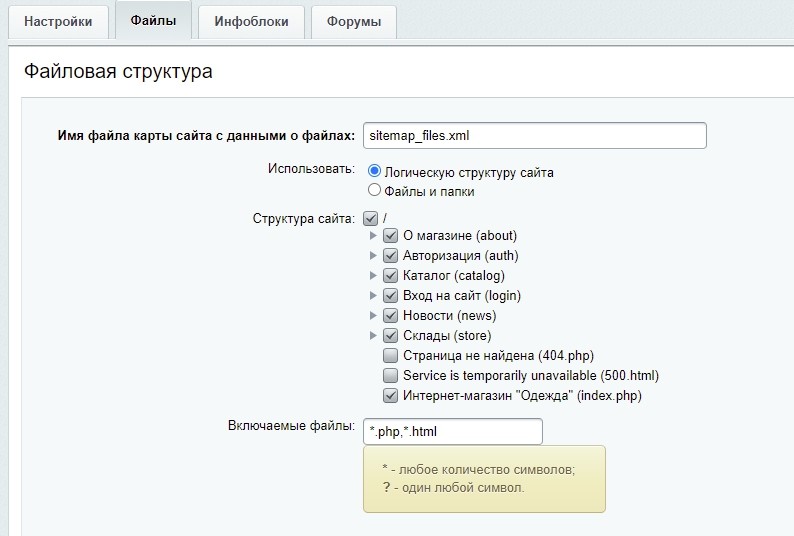 Настройки Файлы Инфоблоки Форумы
Файловая структура
Имя файла карты сайта с данными о файлах: sitemap_files.xml
Использовать: Логическую структуру сайта
Файлы и папки
Структура сайта: /
О магазине (about)
Авторизация (auth)
Каталог (catalog)
Вход на сайт (login)
Новости (news)
Склады (store)
Страница не найдена (404.php)
Service is temporarily unavailable (500.html)
Интернет-магазин "Одежда" (index.php)
Включаемые файлы: *.php,*.html
* - любое количество символов;
? - один любой символ.